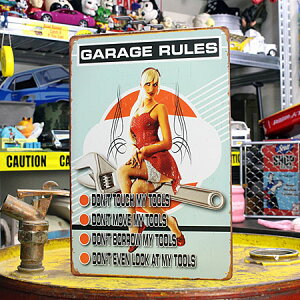 GARAGE RULES
DON'T TOUCH MY TOOLS
DON'T MOVE MY TOOLS
DON'T BORROW MY TOOLS
DON'T EVEN LOOK AT MY TOOLS
CAUTION
CAUTION